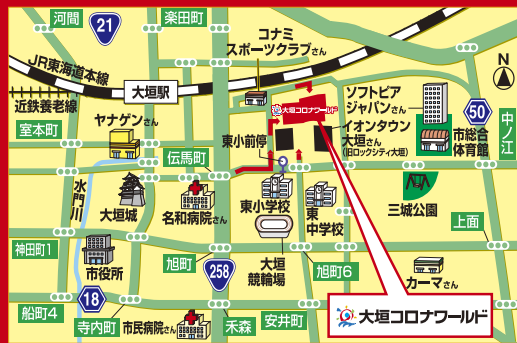 河間
21
楽田町
コナミ
スポーツクラブさん
N
JR東海道本線
大垣駅
近鉄養老線
大垣コロナワールド
ソフトピア
ジャパンさん
50
中ノ江
室本町
ヤナゲンさん
東小前停
イオンタウン
大垣さん
(旧ロックシティ大垣)
市総合
体育館
伝馬町
水門川
大垣城
名和病院さん
東小学校
東
中学校
三城公園
神田町1
市役所
旭町
258
大垣
競輪場
旭町6
上面
カーマさん
船町4
18
寺内町
市民病院さん
禾森
安井町
大垣コロナワールド